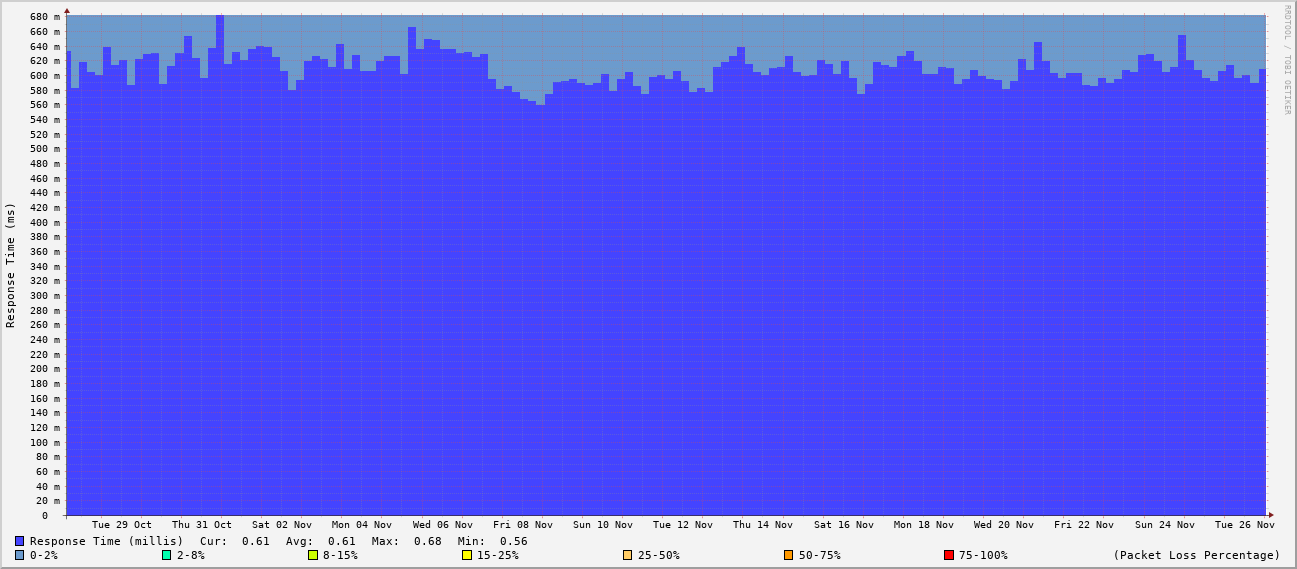 680 m
660 m
640 m
620 m
600 m
580 m
560 m
540 m
520 m
500 m
480 m
460 m
440 m
420 m
400 m
380 m
360 m
340 m
320 m
300 m
280 m
260 m
240 m
220 m
200 m
180 m
160 m
140 m
120 m
100 m
80 m
60 m
40 m
20 m
0
Response Time (ms)
RRDTOOL / TOBI OETIKER
Tue 29 Oct Thu 31 Oct Sat 02 Nov Mon 04 Nov Wed 06 Nov Fri 08 Nov Sun 10 Nov Tue 12 Nov Thu 14 Nov Sat 16 Nov Mon 18 Nov Wed 20 Nov Fri 22 Nov Sun 24 Nov Tue 26 Nov
Response Time (millis) Cur: 0.61 Avg: 0.61 Max: 0.68 Min: 0.56
0-2% 2-8% 8-15% 15-25% 25-50% 50-75% 75-100% (Packet Loss Percentage)